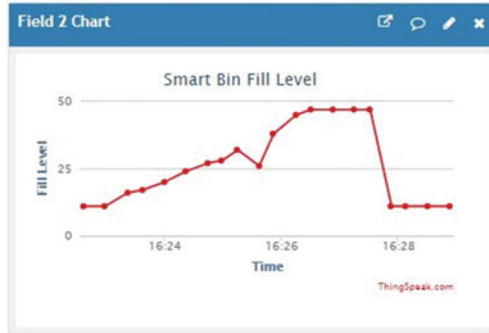 Field 2 Chart
Smart Bin Fill Level
50
25
0
Fill Level
16:24 16:26 16:28
Time
ThingSpeak.com